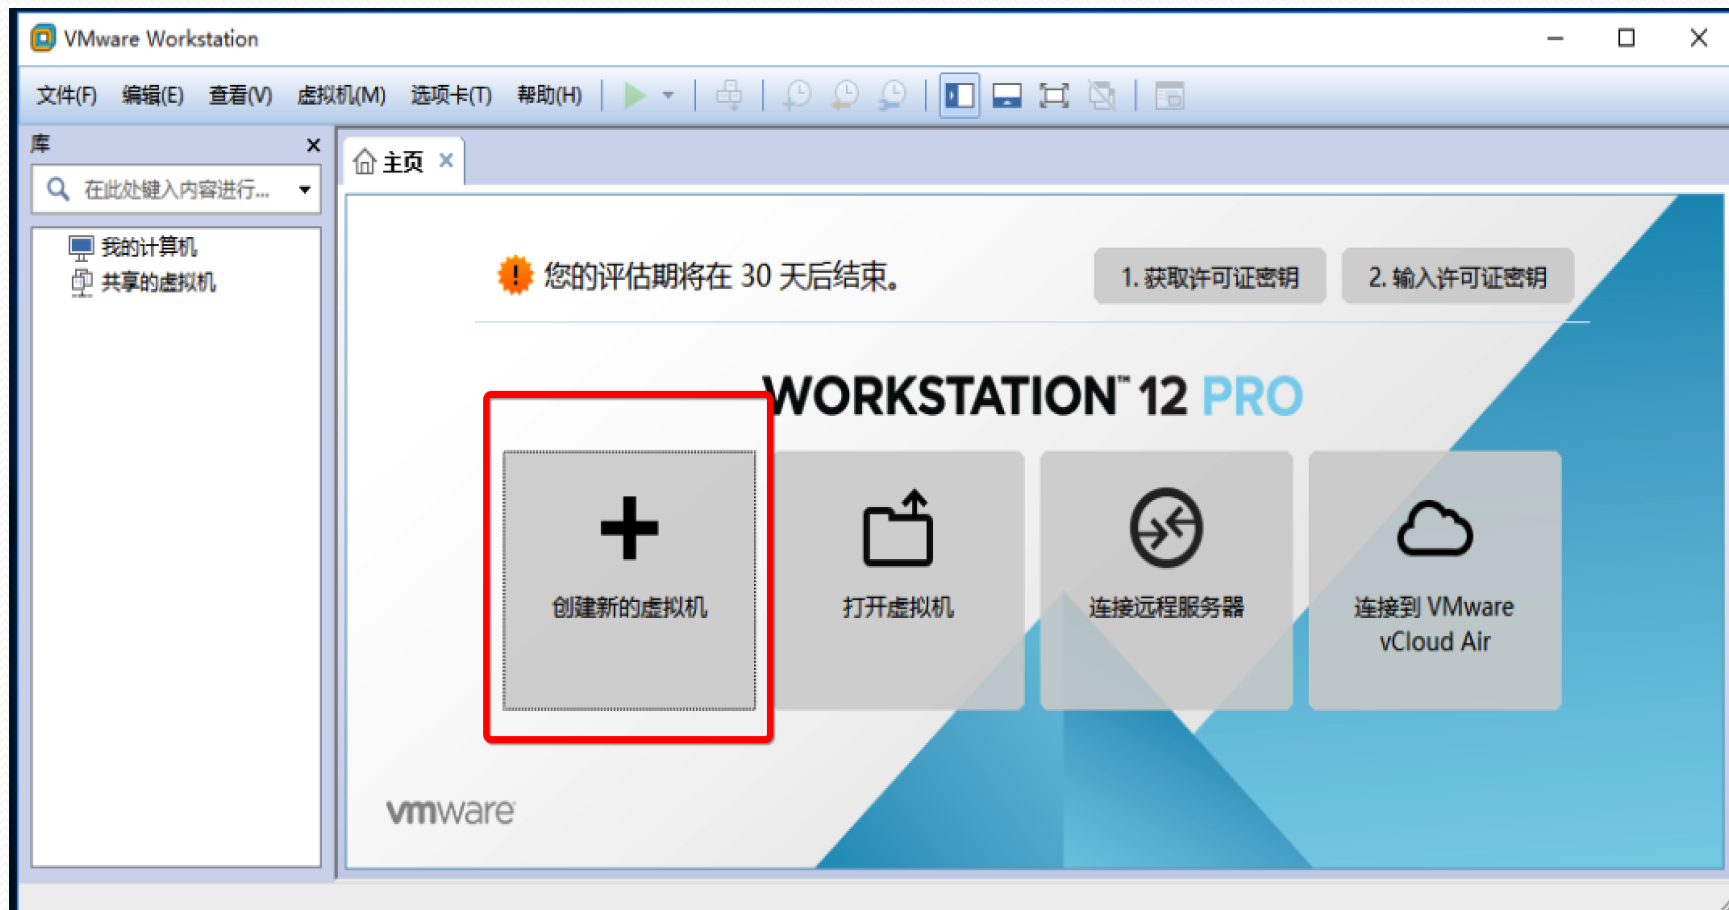 VMware Workstation
文件(F) 编辑(E) 查看(V) 虚拟机(M) 选项卡(T) 帮助(H)
库
主页
在此处键入内容进行...
我的计算机
共享的虚拟机
您的评估期将在 30 天后结束。
1. 获取许可证密钥
2. 输入许可证密钥
WORKSTATION™ 12 PRO
创建新的虚拟机
打开虚拟机
连接远程服务器
连接到 VMware
vCloud Air
vmware